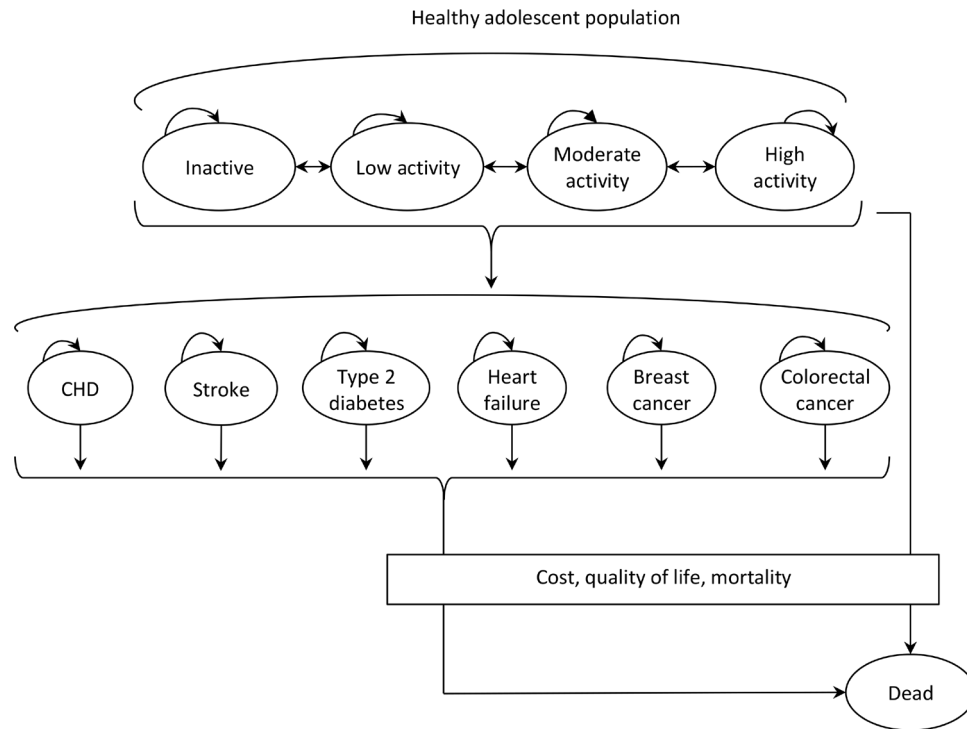 Healthy adolescent population
Inactive
Low activity
Moderate
activity
High
activity
CHD
Stroke
Type 2
diabetes
Heart
failure
Breast
cancer
Colorectal
cancer
Cost, quality of life, mortality
Dead